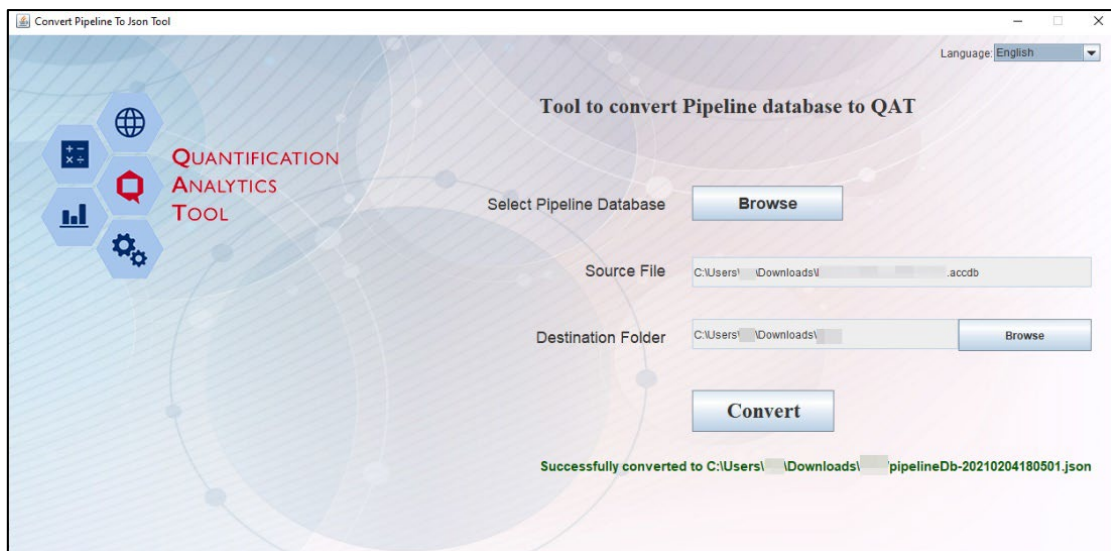 Convert Pipeline To Json Tool
Language: English
Tool to convert Pipeline database to QAT
QUANTIFICATION
ANALYTICS
TOOL
Select Pipeline Database Browse
Source File C:\Users\ \Downloads\ .accdb
Destination Folder C:\Users\ \Downloads\ Browse
Convert
Successfully converted to C:\Users\ \Downloads\ pipelineDb-20210204180501.json